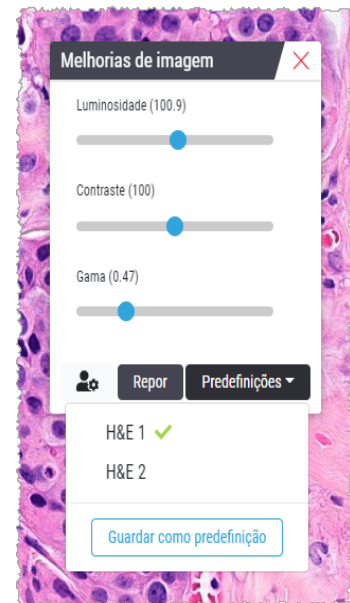 Melhorias de imagem
Luminosidade (100.9)
Contraste (100)
Gama (0.47)
Repor Predefinições
H&E 1
H&E 2
Guardar como predefinição